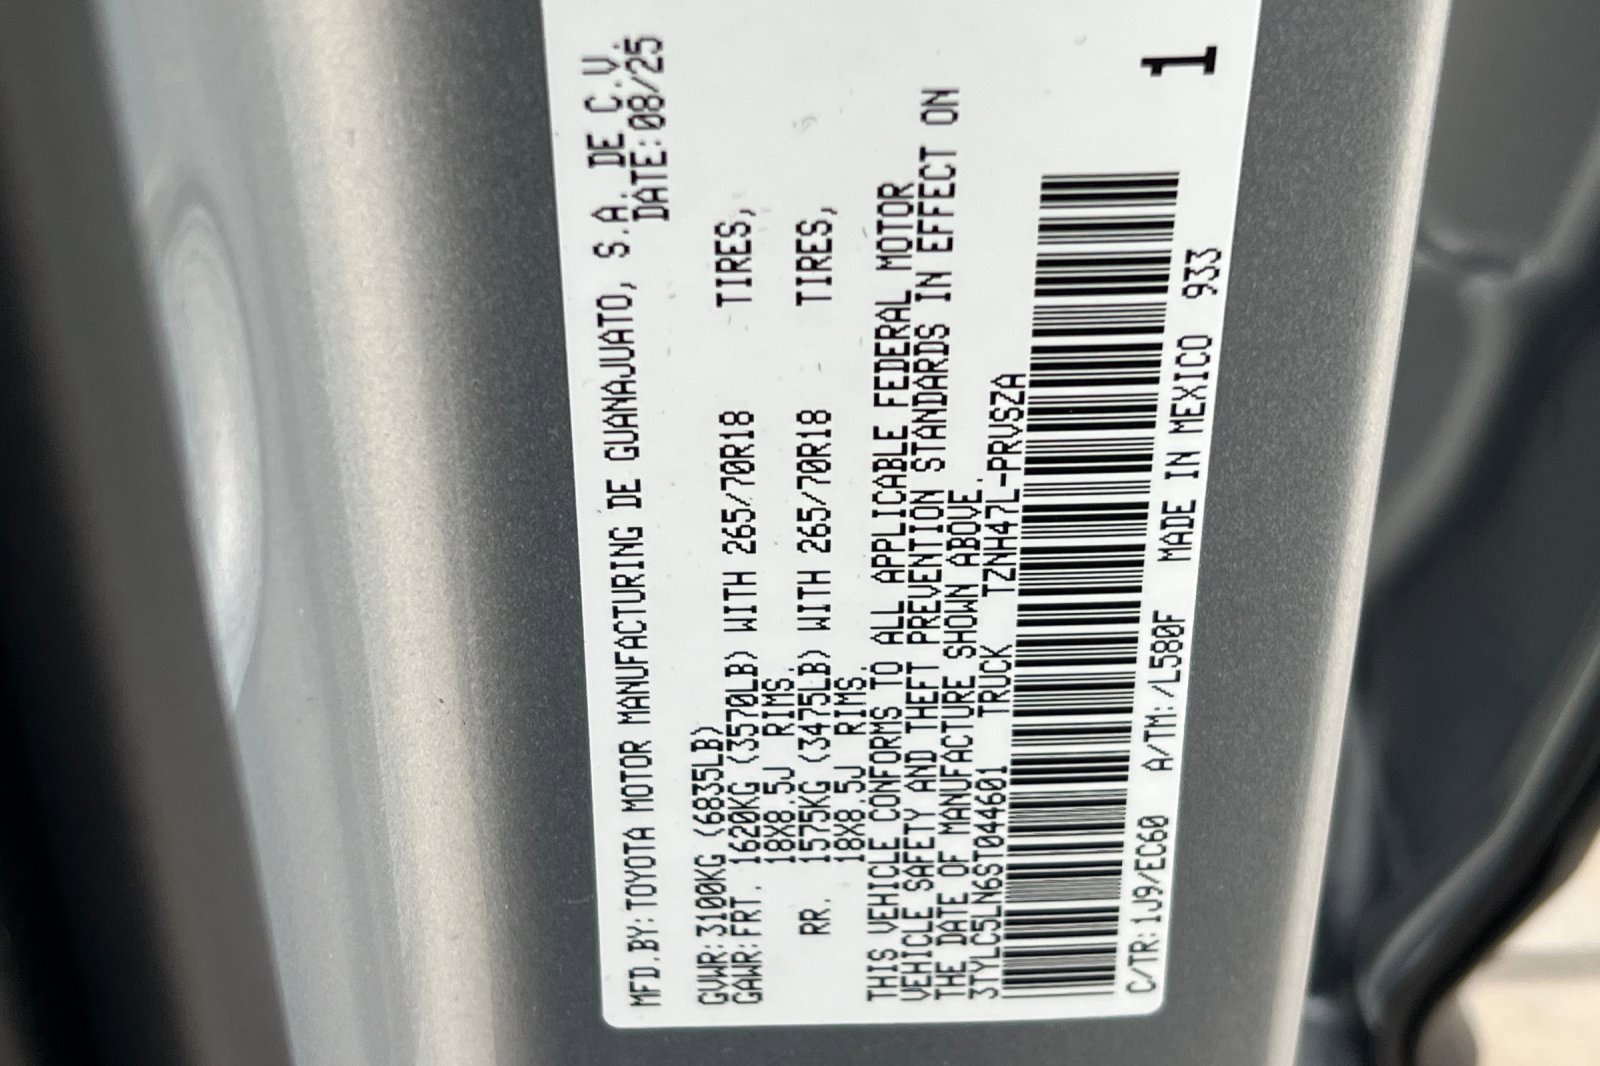 MFD.BY:TOYOTA MOTOR MANUFACTURING DE GUANAJUATO, S.A. DE C.V.
DATE:08/25
GVWR:3100KG (6835LB)
GAWR:FRT. 1620KG (3570LB) WITH 265/70R18 TIRES,
18X8.5J RIMS.
RR. 1575KG (3475LB) WITH 265/70R18 TIRES,
18X8.5J RIMS.
THIS VEHICLE CONFORMS TO ALL APPLICABLE FEDERAL MOTOR
VEHICLE SAFETY AND THEFT PREVENTION STANDARDS IN EFFECT ON
THE DATE OF MANUFACTURE SHOWN ABOVE.
3TYLC5LN6ST044601 TRUCK TZNH47L-PRVSZA
C/TR:1J9/EC60 A/TM:/L580F MADE IN MEXICO 933
1